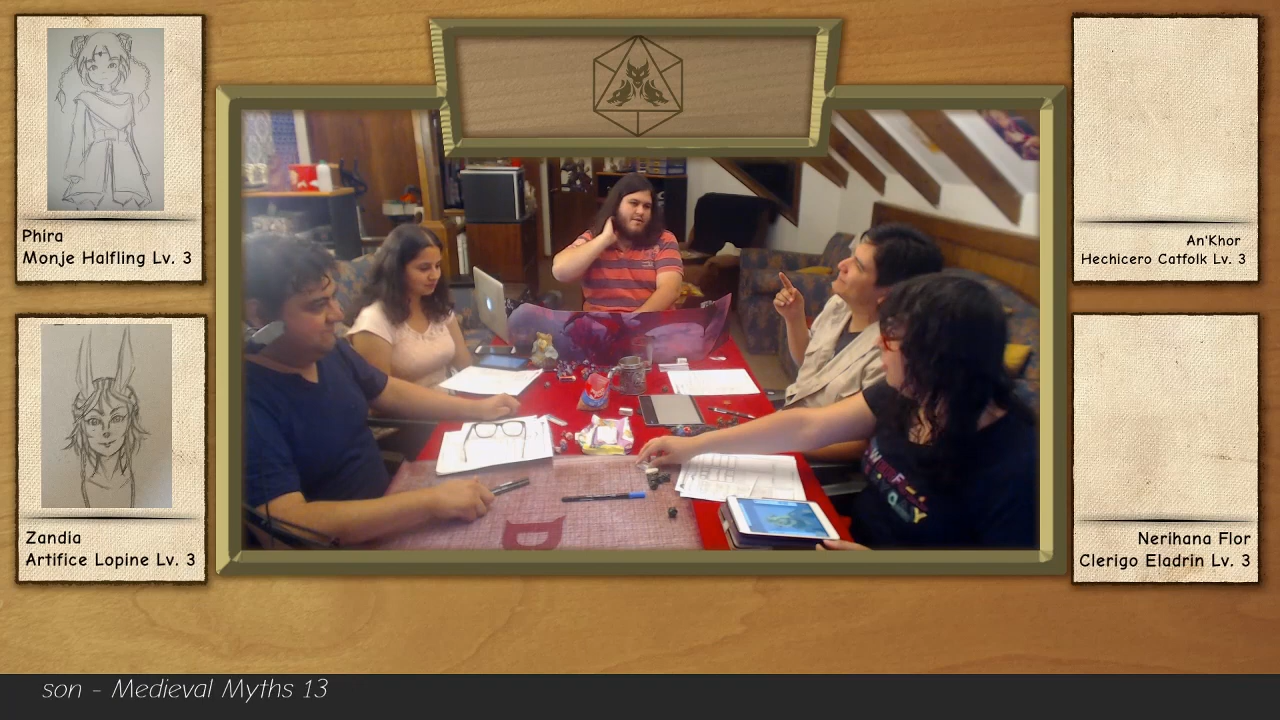 Phira
Monje Halfling Lv. 3
Zandia
Artifice Lopine Lv. 3
An'Khor
Hechicero Catfolk Lv. 3
Nerihana Flor
Clerigo Eladrin Lv. 3
son - Medieval Myths 13